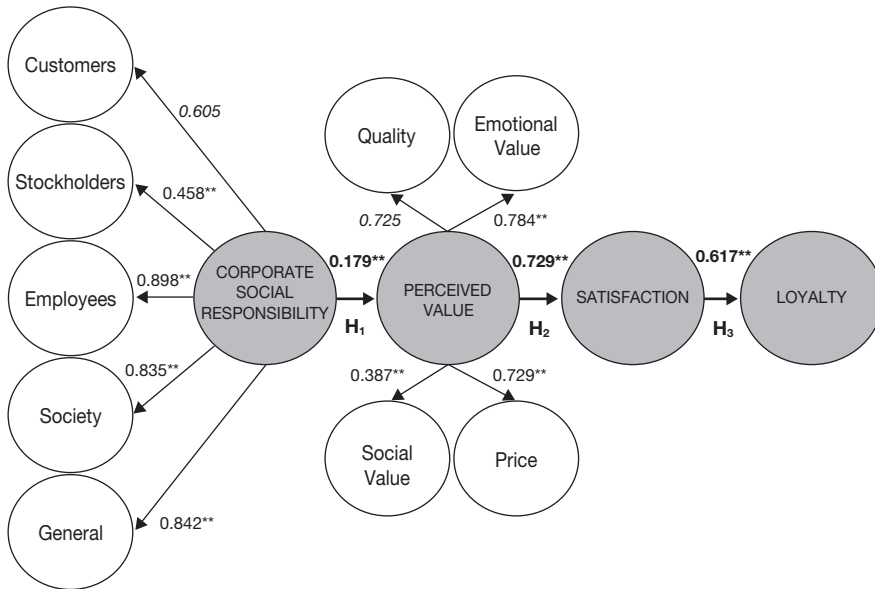 Customers
0.605
Quality
Emotional
Value
Stockholders
0.458**
0.725
0.784**
Employees
0.898**
CORPORATE
SOCIAL
RESPONSIBILITY
0.179**
H₁
PERCEIVED
VALUE
0.729**
H₂
SATISFACTION
0.617**
H₃
LOYALTY
0.835**
Society
0.387**
0.729**
Social
Value
Price
General
0.842**